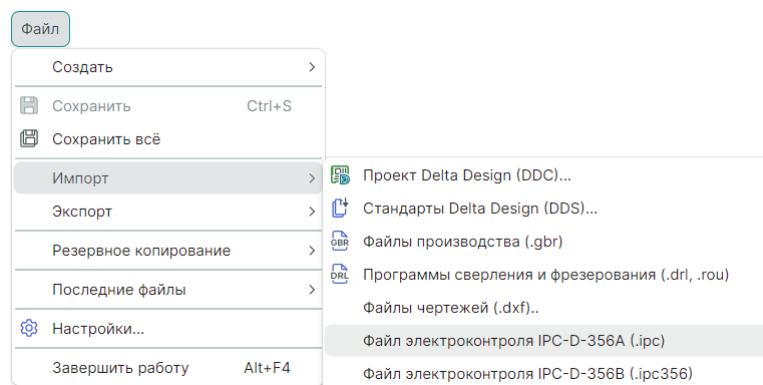 Файл
Создать
Сохранить Ctrl+S
Сохранить всё
Импорт
Экспорт
Резервное копирование
Последние файлы
Настройки...
Завершить работу Alt+F4
Проект Delta Design (DDC)...
Стандарты Delta Design (DDS)...
GBR Файлы производства (.gbr)
DRL Программы сверления и фрезерования (.drl, .rou)
Файлы чертежей (.dxf)..
Файл электроконтроля IPC-D-356A (.ipc)
Файл электроконтроля IPC-D-356B (.ipc356)